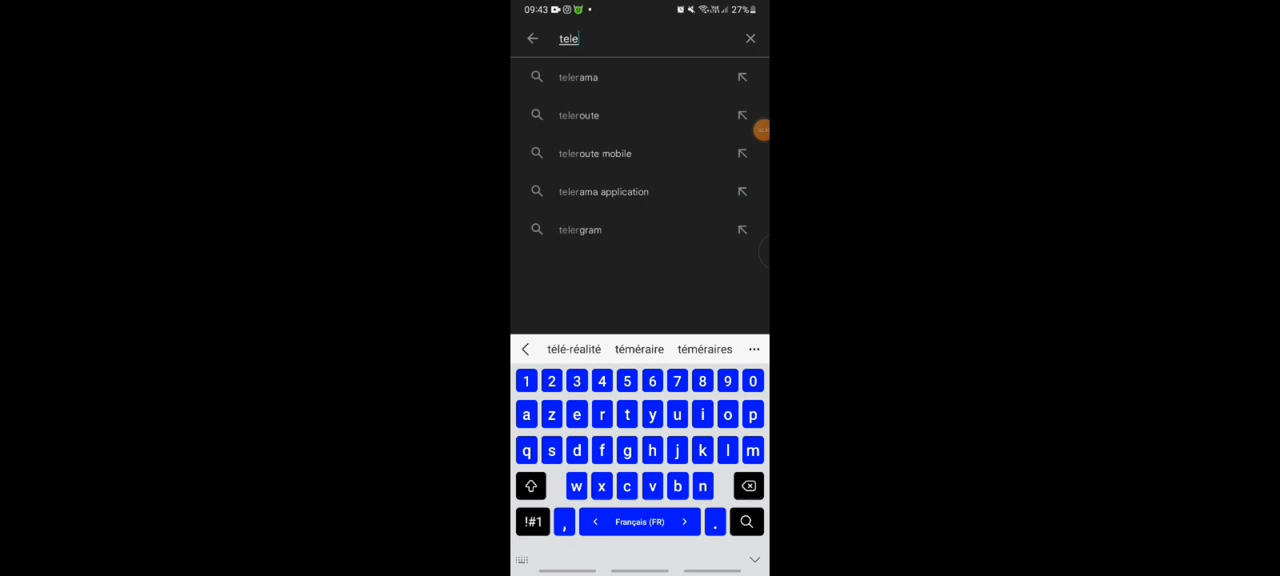 09:43 27%
tele
telerama
teleroute
teleroute mobile
telerama application
telergram
télé-réalité téméraire téméraires ...
1 2 3 4 5 6 7 8 9 0
a z e r t y u i o p
q s d f g h j k l m
w x c v b n
!#1 , Français (FR) .